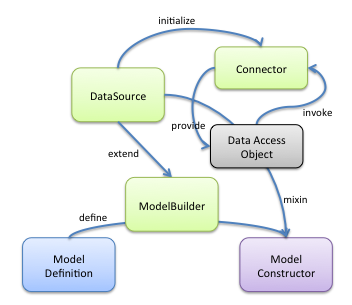 initialize
Connector
DataSource
invoke
provide
Data Access
Object
extend
mixin
ModelBuilder
define
Model
Definition
Model
Constructor